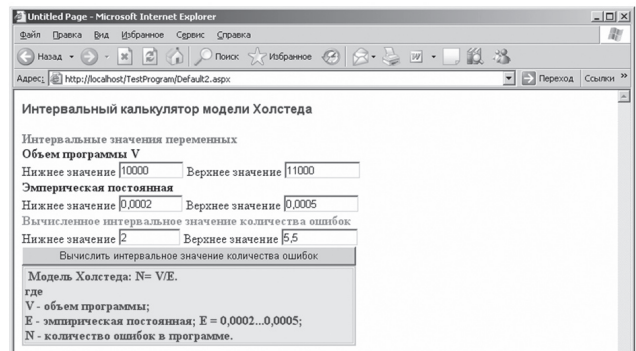 Untitled Page - Microsoft Internet Explorer
Файл Правка Вид Избранное Сервис Справка
Назад Поиск Избранное
Адрес: http://localhost/TestProgram/Default2.aspx Переход Ссылки »
Интервальный калькулятор модели Холстеда
Интервальные значения переменных
Объем программы V
Нижнее значение 10000 Верхнее значение 11000
Эмперическая постоянная
Нижнее значение 0,0002 Верхнее значение 0,0005
Вычисленное интервальное значение количества ошибок
Нижнее значение 2 Верхнее значение 5,5
Вычислить интервальное значение количества ошибок
Модель Холстеда: N= V/E.
где
V - объем программы;
E - эмпирическая постоянная; E = 0,0002...0,0005;
N - количество ошибок в программе.